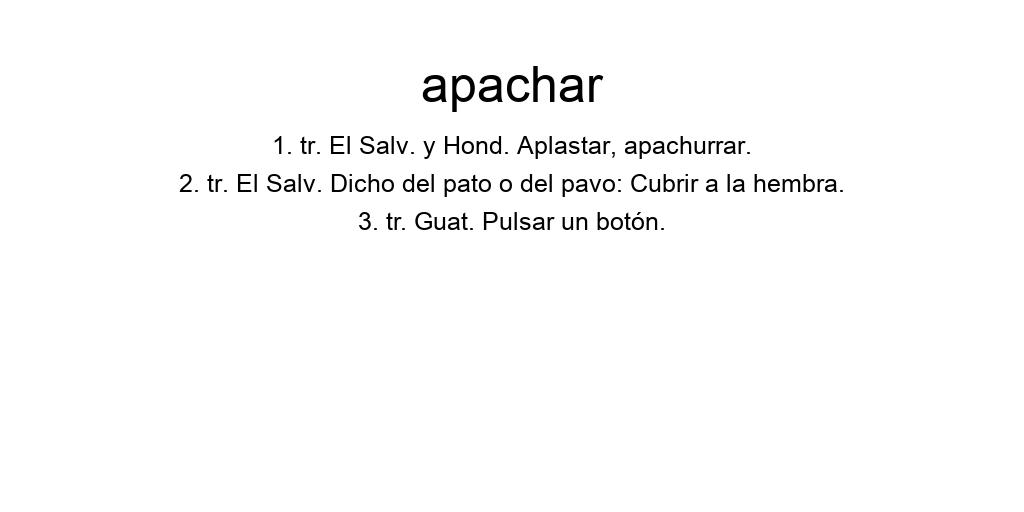 apachar
1. tr. El Salv. y Hond. Aplastar, apachurrar.
2. tr. El Salv. Dicho del pato o del pavo: Cubrir a la hembra.
3. tr. Guat. Pulsar un botón.